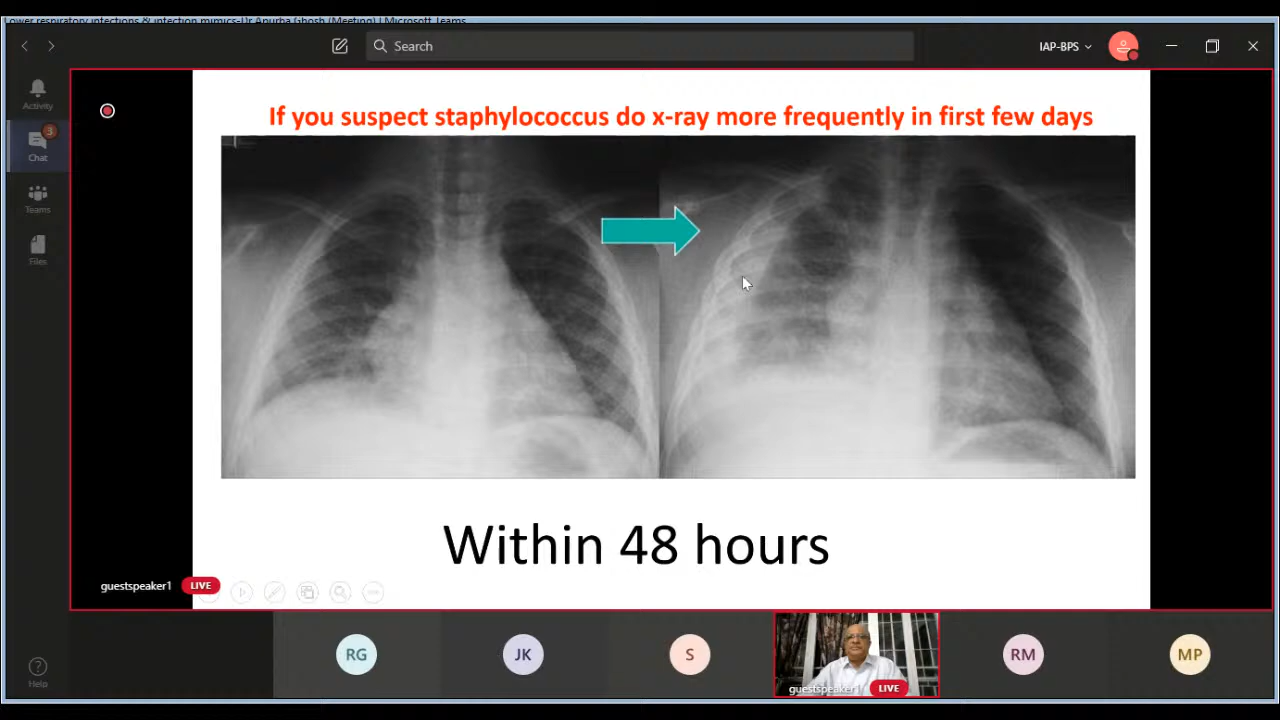 Lower respiratory infections & infection mimics-Dr Apurba Ghosh (Meeting) | Microsoft Teams
Search
IAP-BPS
Activity
3
Chat
Teams
Files
Help
If you suspect staphylococcus do x-ray more frequently in first few days
Within 48 hours
guestspeaker1 LIVE
RG
JK
S
guestspeaker1 LIVE
RM
MP